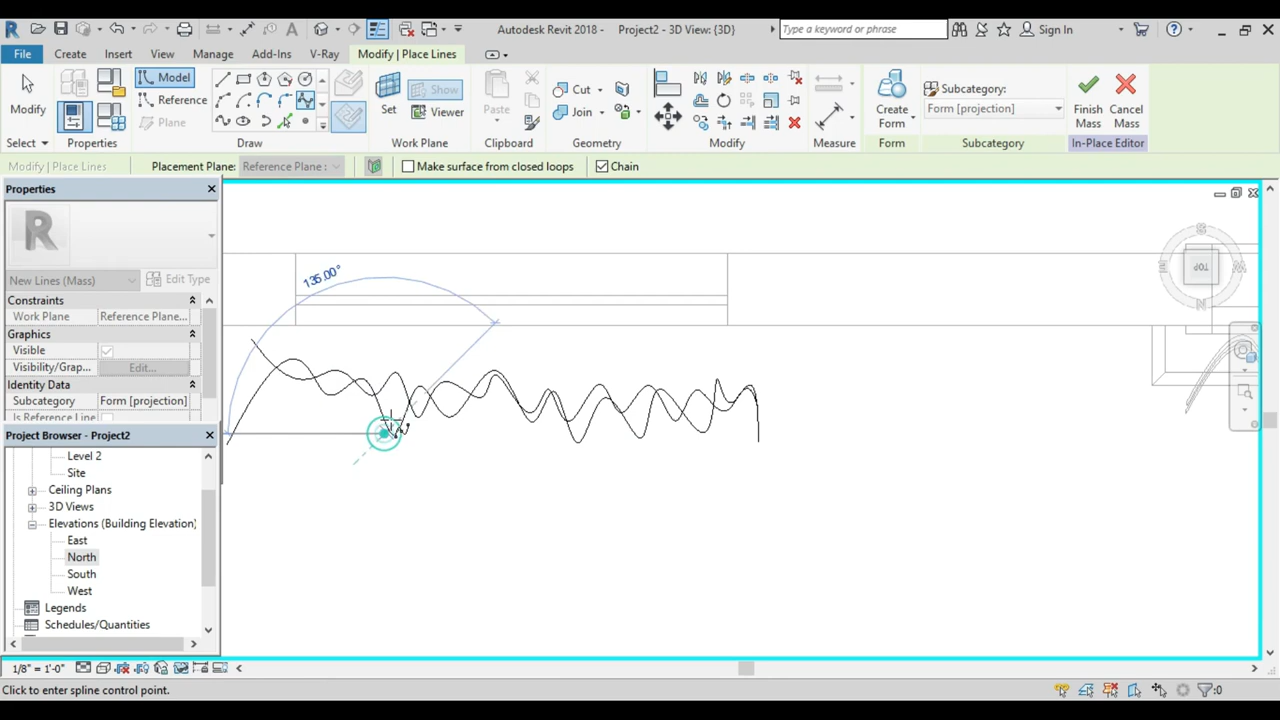 Autodesk Revit 2018 - Project2 - 3D View: {3D}
Type a keyword or phrase
Sign In
File Create Insert View Manage Add-Ins V-Ray Modify | Place Lines
Modify
Select
Properties
Model
Reference
Plane
Draw
Set
Show
Viewer
Work Plane
Paste
Clipboard
Cut
Join
Geometry
Modify
Measure
Create
Form
Form
Subcategory:
Form [projection]
Subcategory
Finish
Mass
Cancel
Mass
In-Place Editor
Modify | Place Lines
Placement Plane: Reference Plane :
Make surface from closed loops
Chain
Properties
R
New Lines (Mass)
Edit Type
Constraints
Work Plane Reference Plane...
Graphics
Visible
Visibility/Grap... Edit...
Identity Data
Subcategory Form [projection]
Is Reference Line
Project Browser - Project2
Level 2
Site
Ceiling Plans
3D Views
Elevations (Building Elevation)
East
North
South
West
Legends
Schedules/Quantities
135.00°
TOP
S
N
1/8" = 1'-0"
Click to enter spline control point.
:0